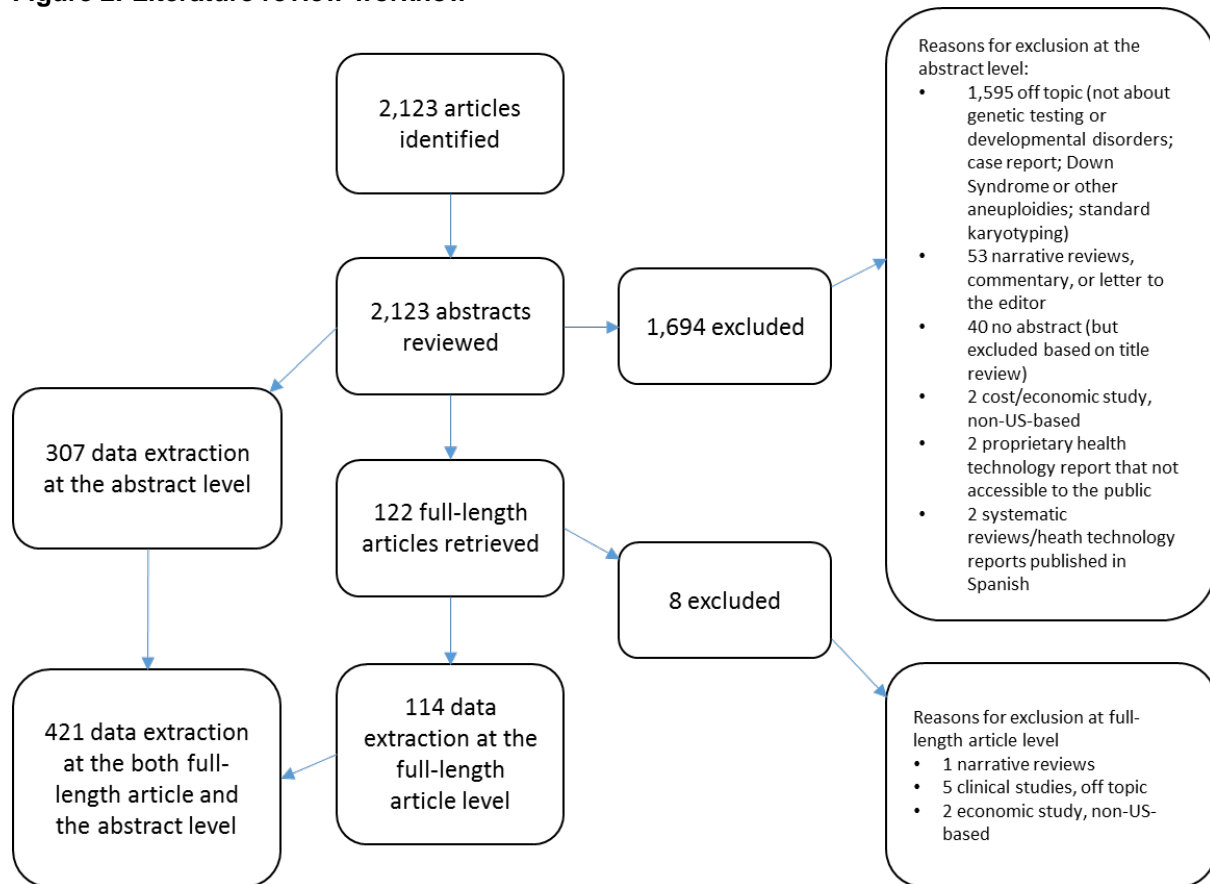 Figure 2. Literature review workflow
2,123 articles
identified
2,123 abstracts
reviewed
1,694 excluded
Reasons for exclusion at the
abstract level:
• 1,595 off topic (not about
genetic testing or
developmental disorders;
case report; Down
Syndrome or other
aneuploidies; standard
karyotyping)
• 53 narrative reviews,
commentary, or letter to
the editor
• 40 no abstract (but
excluded based on title
review)
• 2 cost/economic study,
non-US-based
• 2 proprietary health
technology report that not
accessible to the public
• 2 systematic
reviews/heath technology
reports published in
Spanish
307 data extraction
at the abstract level
122 full-length
articles retrieved
8 excluded
421 data extraction
at the both full-
length article and
the abstract level
114 data
extraction at the
full-length
article level
Reasons for exclusion at full-
length article level
• 1 narrative reviews
• 5 clinical studies, off topic
• 2 economic study, non-US-
based